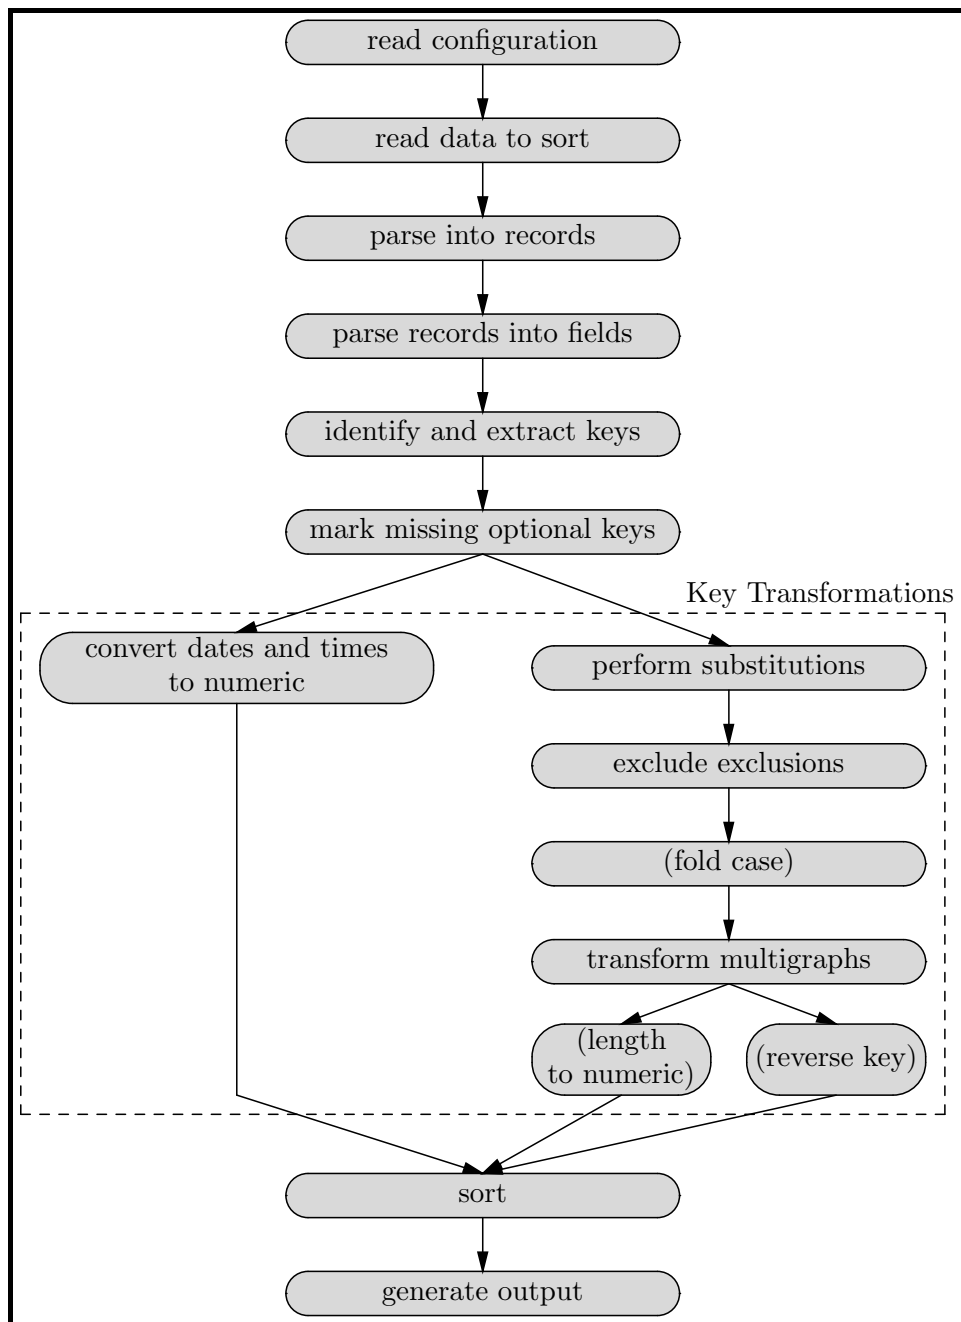 read configuration
read data to sort
parse into records
parse records into fields
identify and extract keys
mark missing optional keys
Key Transformations
convert dates and times
to numeric
perform substitutions
exclude exclusions
(fold case)
transform multigraphs
(length
to numeric)
(reverse key)
sort
generate output